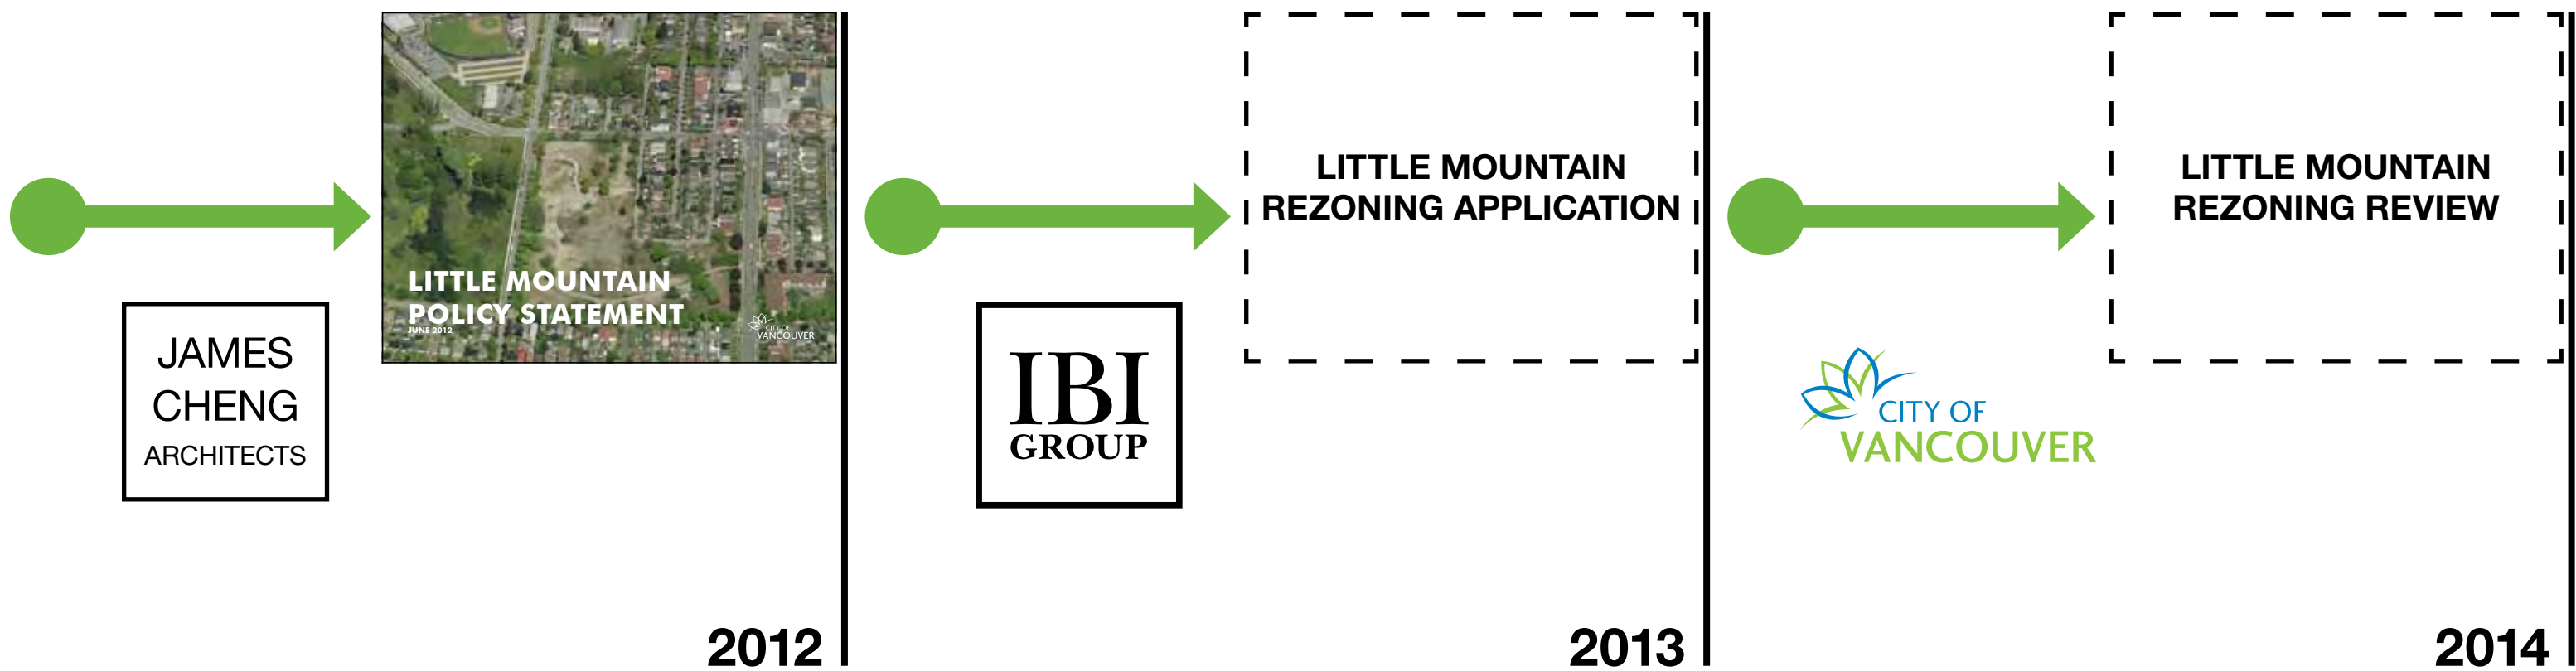 LITTLE MOUNTAIN
POLICY STATEMENT
JUNE 2012
CITY OF
VANCOUVER
JAMES
CHENG
ARCHITECTS
2012
LITTLE MOUNTAIN
REZONING APPLICATION
IBI
GROUP
2013
LITTLE MOUNTAIN
REZONING REVIEW
CITY OF
VANCOUVER
2014